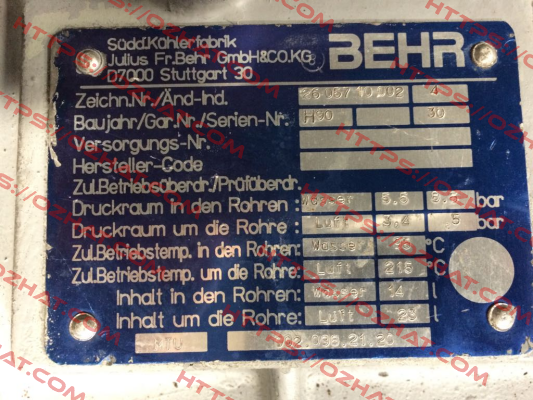 Südd.Kühlerfabrik
Julius Fr.Behr GmbH&CO.KG
D7000 Stuttgart 30
BEHR
Zeichn.Nr./Änd-Ind. A
Baujahr/Gar.Nr./Serien-Nr. H30 30
Versorgungs-Nr.
Hersteller-Code
Zul.Betriebsüberdr./Prüfüberdr.
Druckraum in den Rohren: Wasser bar
Druckraum um die Rohre: Luft 3.4 5 bar
Zul.Betriebstemp. in den Rohren: Wasser °C
Zul.Betriebstemp. um die Rohre: Luft 215 °C
Inhalt in den Rohren: Wasser 14 l
Inhalt um die Rohre: Luft 23 l
HTTPS://OZHAT.COM